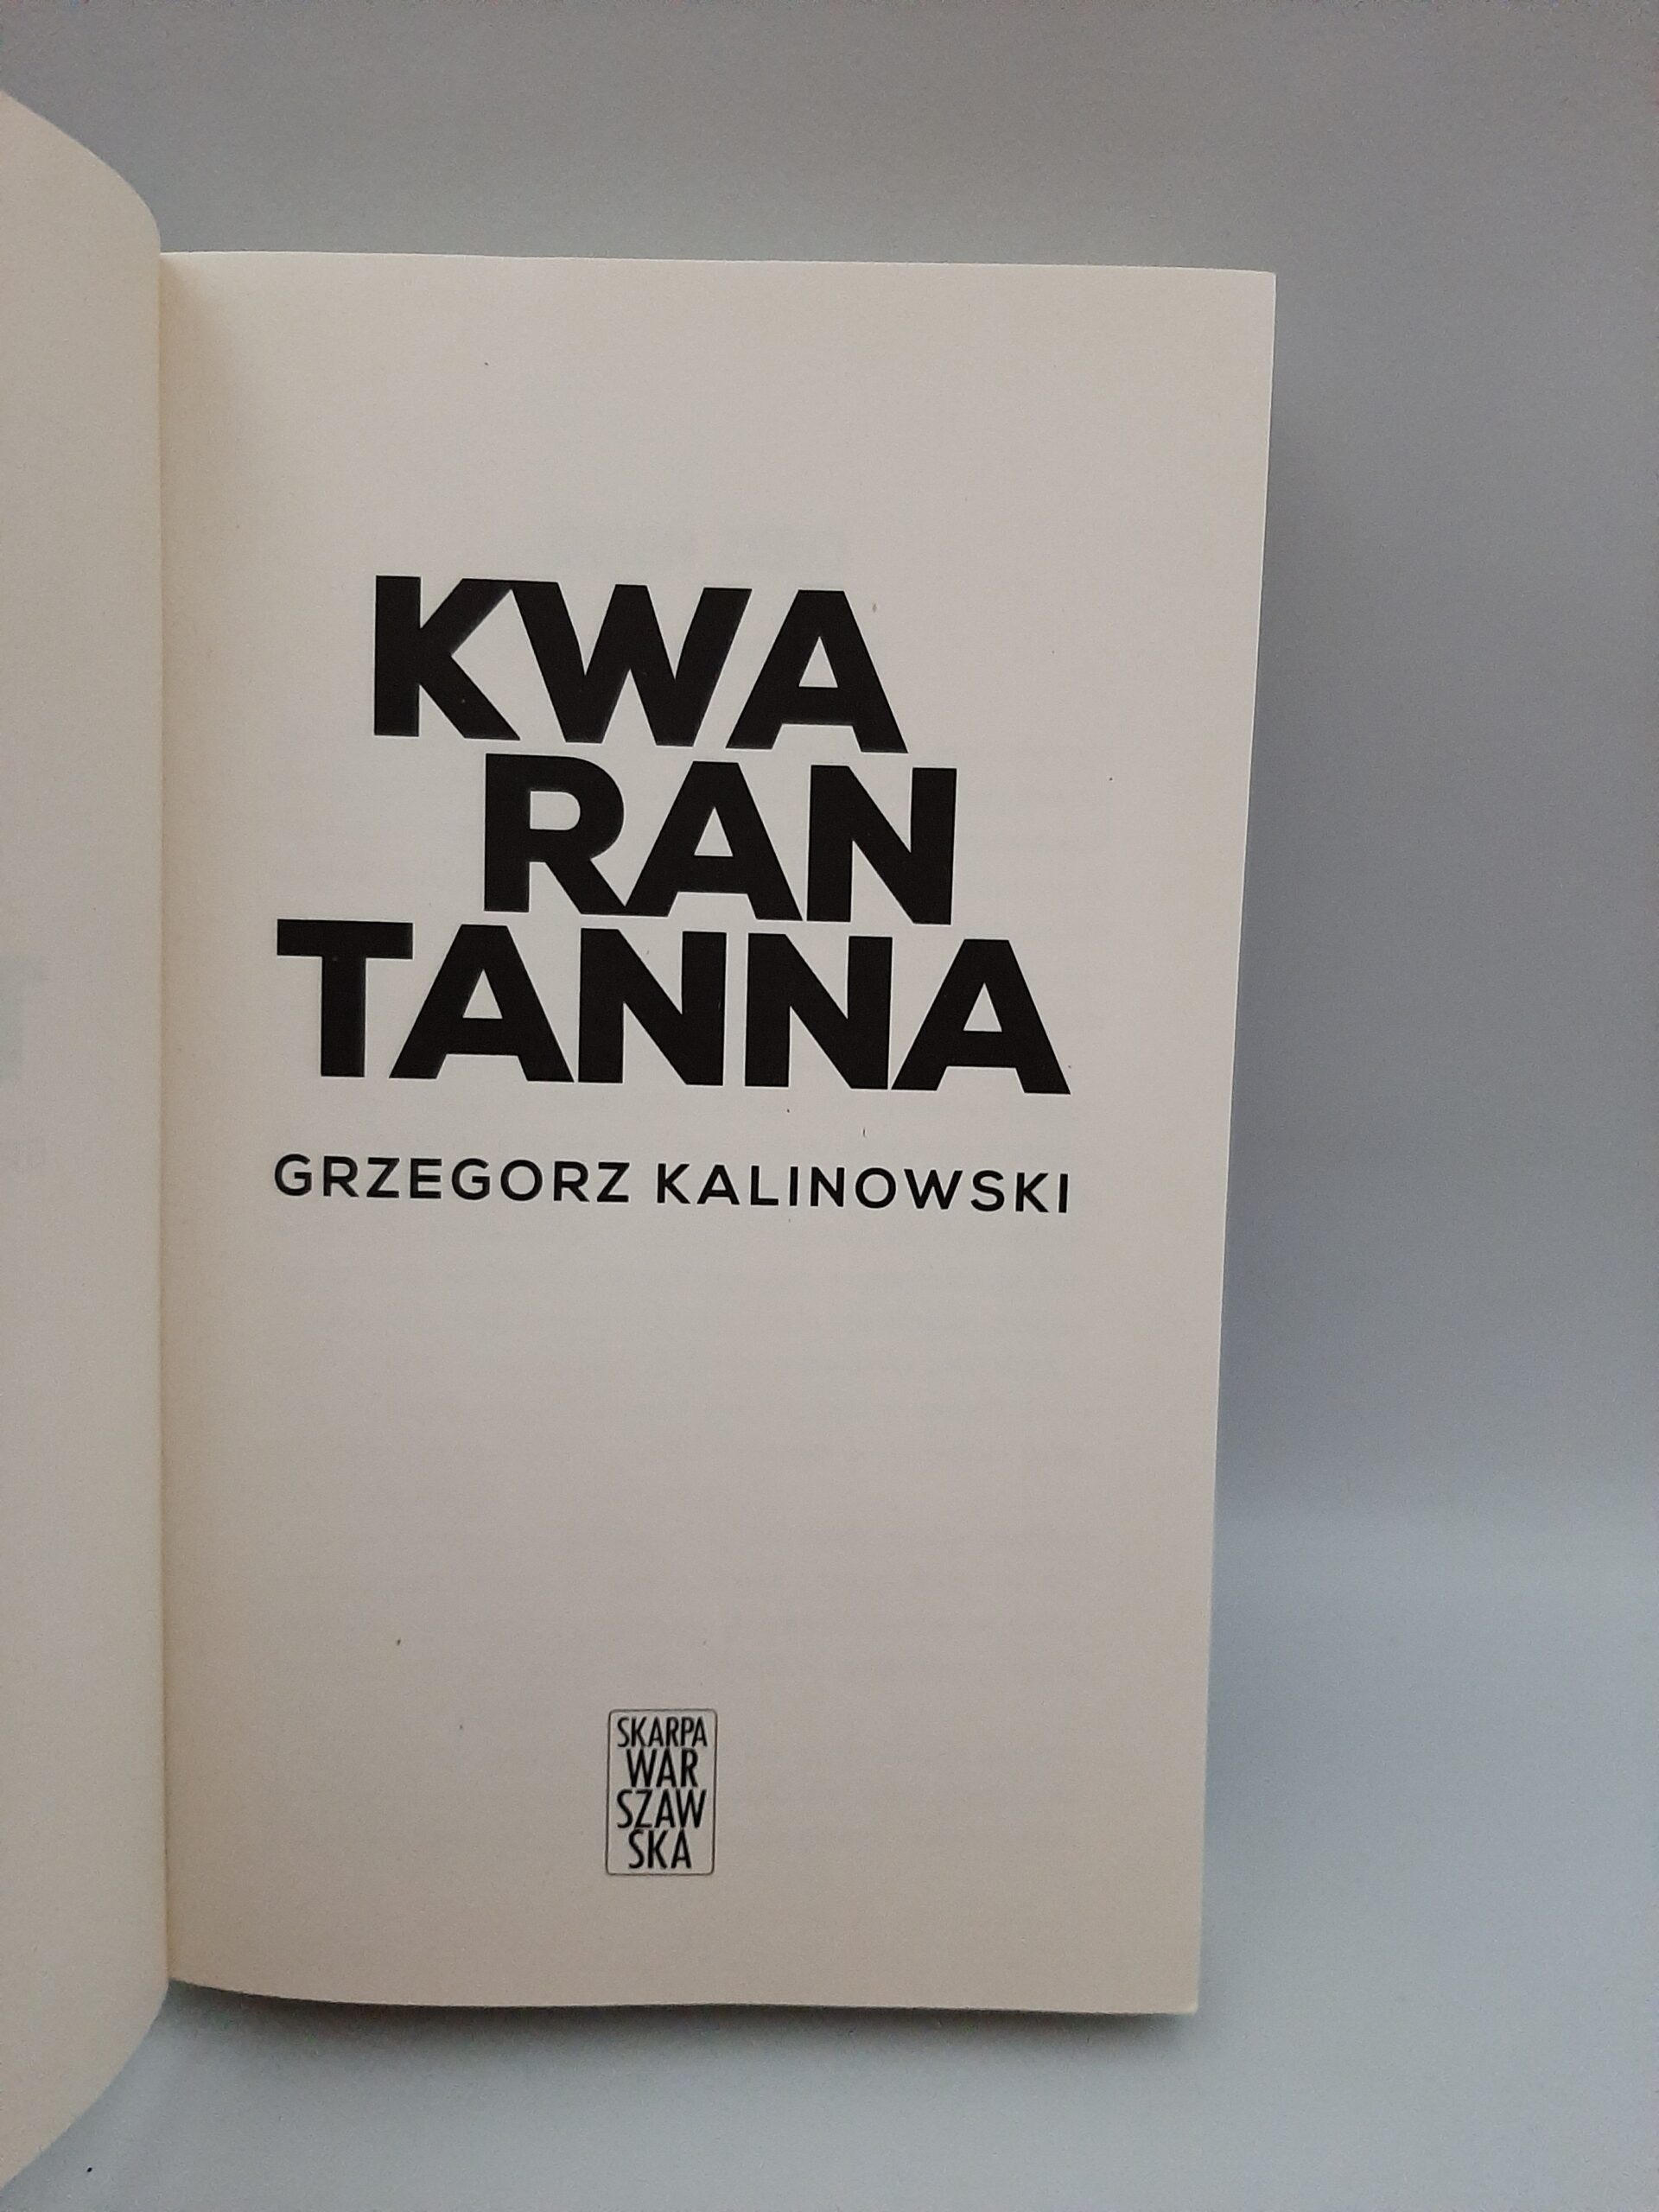 KWA
RAN
TANNA
GRZEGORZ KALINOWSKI
SKARPA
WAR
SZAW
SKA